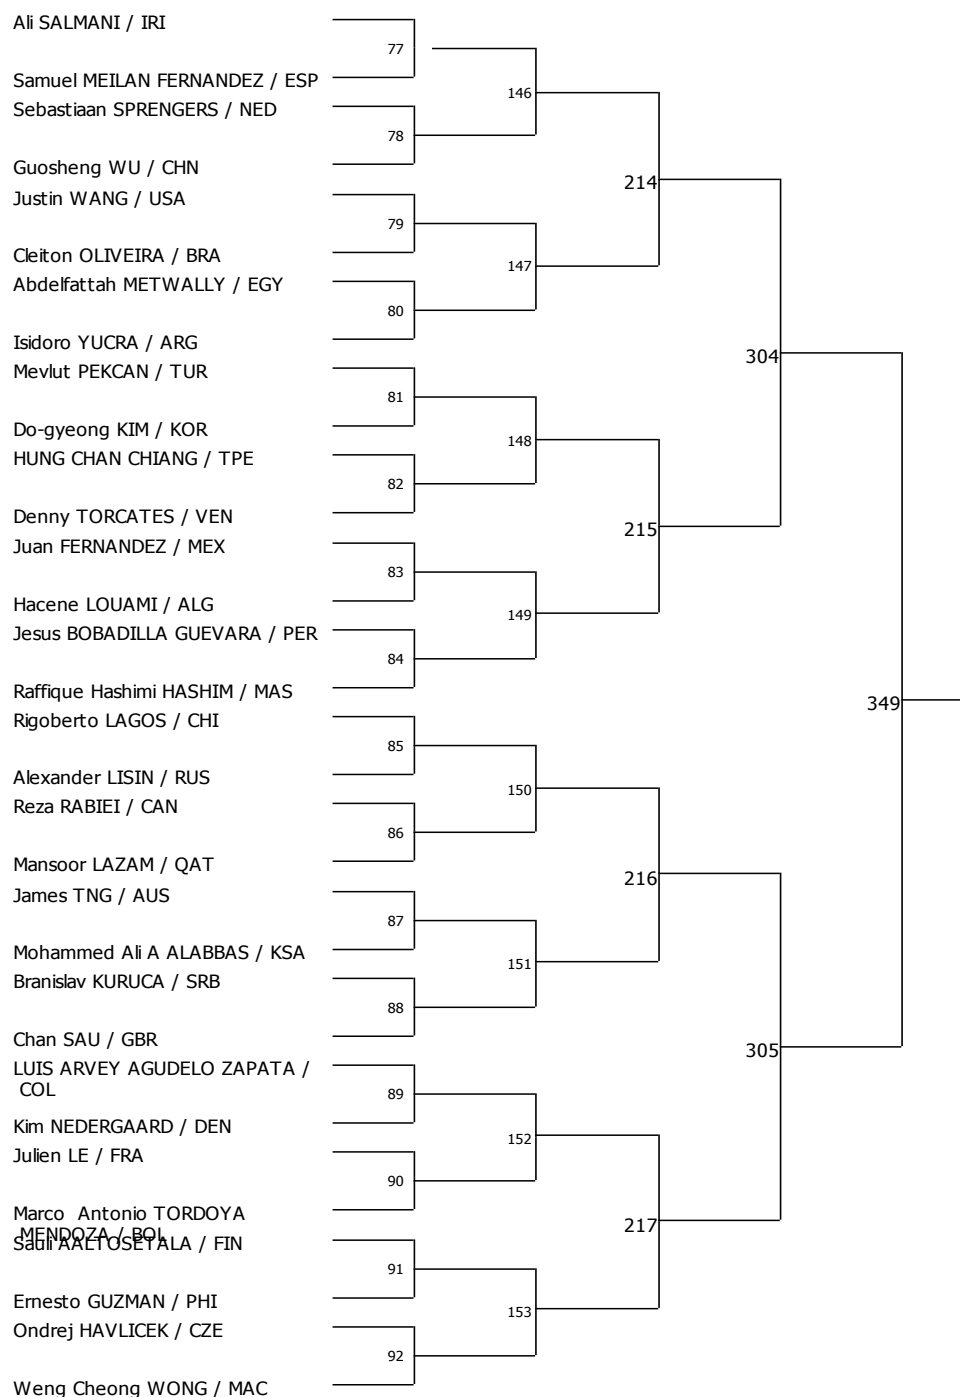 Ali SALMANI / IRI
77
Samuel MEILAN FERNANDEZ / ESP
146
Sebastiaan SPRENGERS / NED
78
Guosheng WU / CHN
214
Justin WANG / USA
79
Cleiton OLIVEIRA / BRA
147
Abdelfattah METWALLY / EGY
80
Isidoro YUCRA / ARG
304
Mevlut PEKCAN / TUR
81
Do-gyeong KIM / KOR
148
HUNG CHAN CHIANG / TPE
82
Denny TORCATES / VEN
215
Juan FERNANDEZ / MEX
83
Hacene LOUAMI / ALG
149
Jesus BOBADILLA GUEVARA / PER
84
Raffique Hashimi HASHIM / MAS
349
Rigoberto LAGOS / CHI
85
Alexander LISIN / RUS
150
Reza RABIEI / CAN
86
Mansoor LAZAM / QAT
216
James TNG / AUS
87
Mohammed Ali A ALABBAS / KSA
151
Branislav KURUCA / SRB
88
Chan SAU / GBR
305
LUIS ARVEY AGUDELO ZAPATA /
COL
89
Kim NEDERGAARD / DEN
152
Julien LE / FRA
90
Marco Antonio TORDOYA
MENDOZA / BOL
217
Sauli AALTOSETALA / FIN
91
Ernesto GUZMAN / PHI
153
Ondrej HAVLICEK / CZE
92
Weng Cheong WONG / MAC